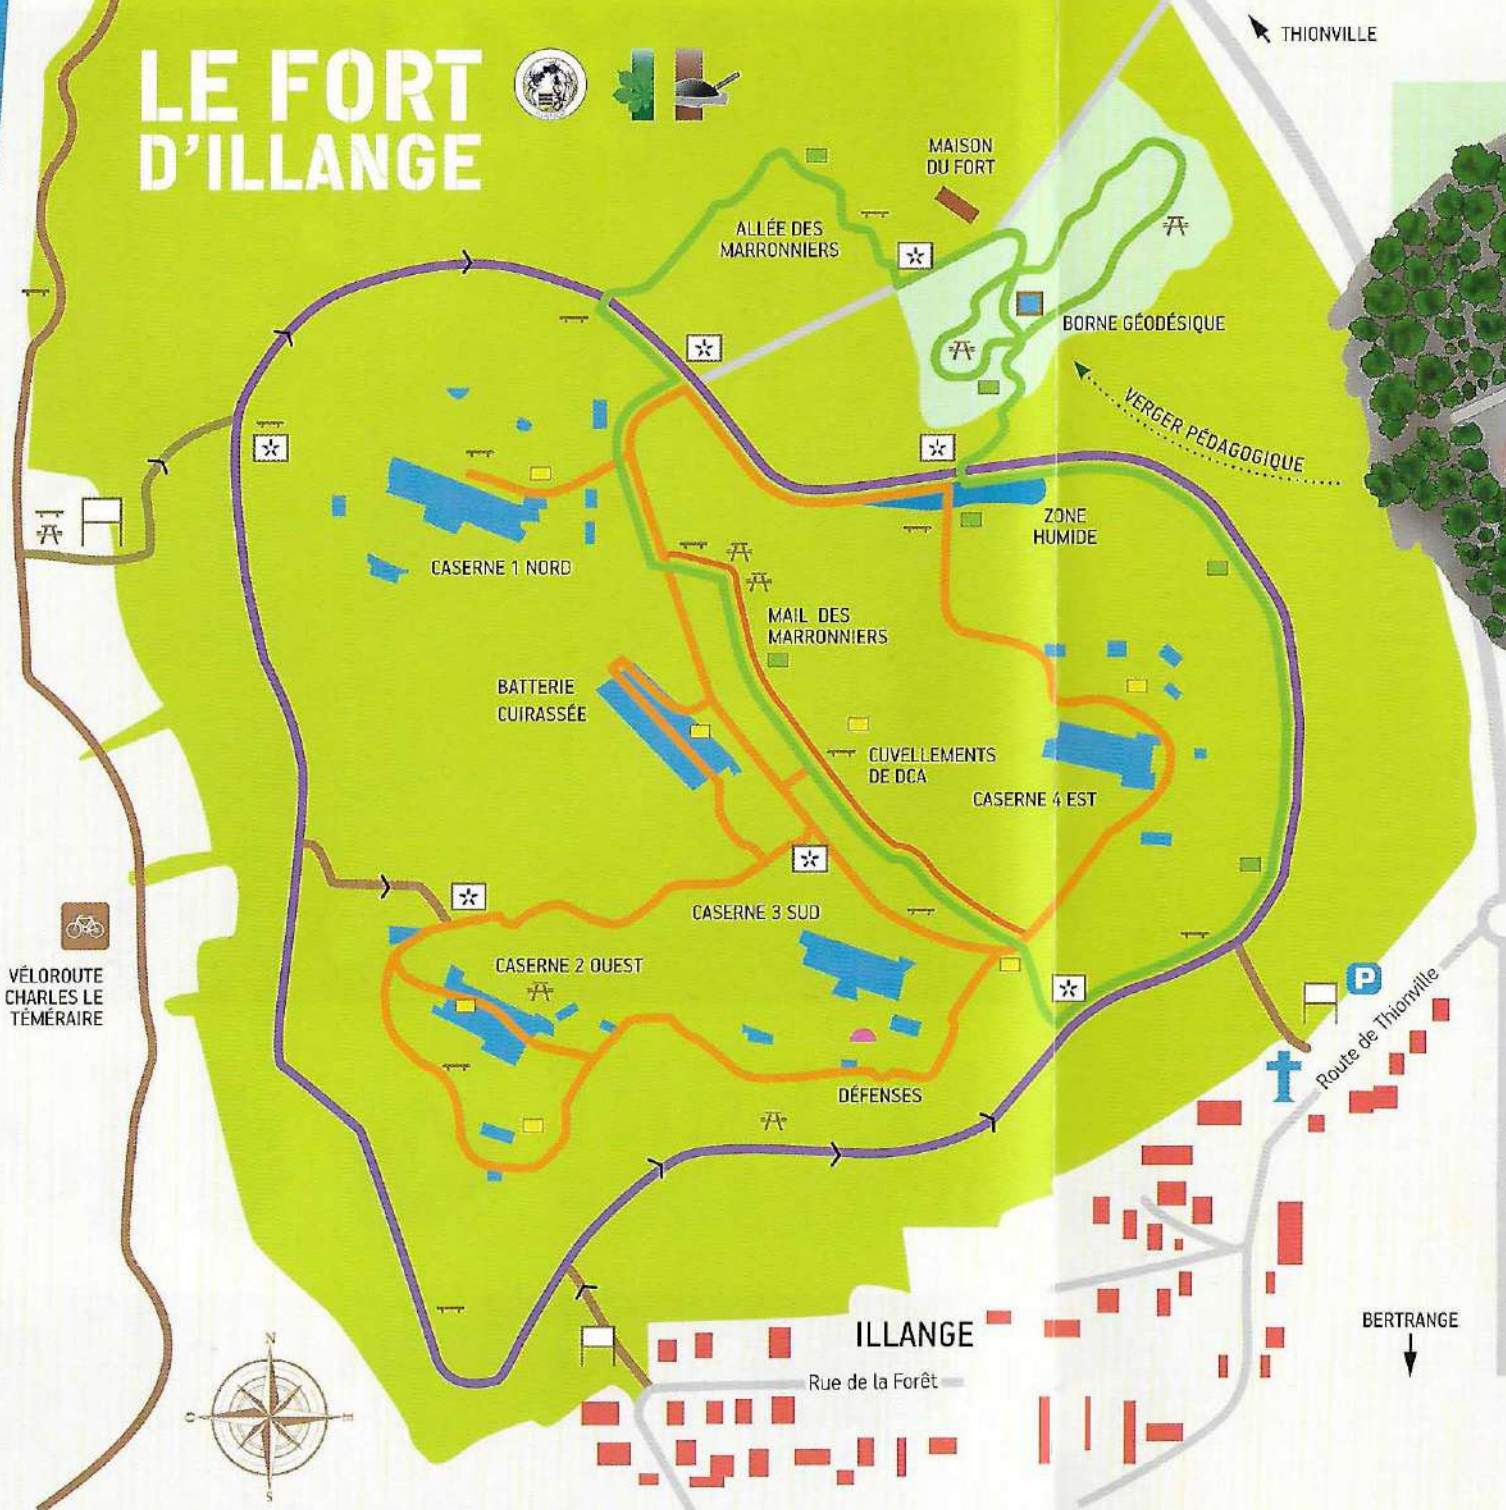 LE FORT
D'ILLANGE
THIONVILLE
MAISON
DU FORT
ALLÉE DES
MARRONNIERS
BORNE GÉODÉSIQUE
VERGER PÉDAGOGIQUE
ZONE
HUMIDE
CASERNE 1 NORD
MAIL DES
MARRONNIERS
BATTERIE
CUIRASSÉE
CUVELLEMENTS
DE DCA
CASERNE 4 EST
CASERNE 3 SUD
CASERNE 2 OUEST
VÉLOROUTE
CHARLES LE
TÉMÉRAIRE
P
Route de Thionville
DÉFENSES
ILLANGE
Rue de la Forêt
BERTRANGE
N
O
E
S